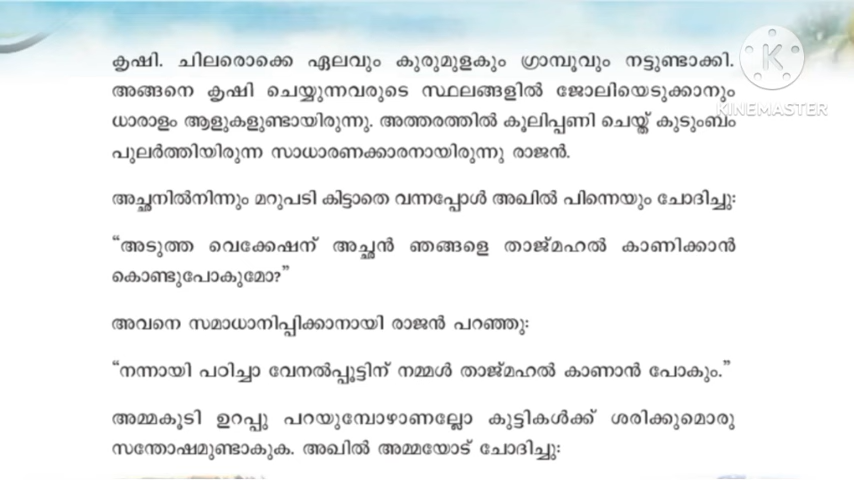 കൃഷി. ചിലരൊക്കെ ഏലവും കുരുമുളകും ഗ്രാമ്പൂവും നട്ടുണ്ടാക്കി.
അങ്ങനെ കൃഷി ചെയ്യുന്നവരുടെ സ്ഥലങ്ങളിൽ ജോലിയെടുക്കാനും
ധാരാളം ആളുകളുണ്ടായിരുന്നു. അത്തരത്തിൽ കൂലിപ്പണി ചെയ്ത് കുടുംബം
പുലർത്തിയിരുന്ന സാധാരണക്കാരനായിരുന്നു രാജൻ.
അച്ഛനിൽനിന്നും മറുപടി കിട്ടാതെ വന്നപ്പോൾ അഖിൽ പിന്നെയും ചോദിച്ചു:
“അടുത്ത വെക്കേഷന് അച്ഛൻ ഞങ്ങളെ താജ്മഹൽ കാണിക്കാൻ
കൊണ്ടുപോകുമോ?”
അവനെ സമാധാനിപ്പിക്കാനായി രാജൻ പറഞ്ഞു:
“നന്നായി പഠിച്ചാ വേനൽപ്പൂട്ടിന് നമ്മൾ താജ്മഹൽ കാണാൻ പോകും.”
അമ്മകൂടി ഉറപ്പു പറയുമ്പോഴാണല്ലോ കുട്ടികൾക്ക് ശരിക്കുമൊരു
സന്തോഷമുണ്ടാകുക. അഖിൽ അമ്മയോട് ചോദിച്ചു:
K
KINEMASTER